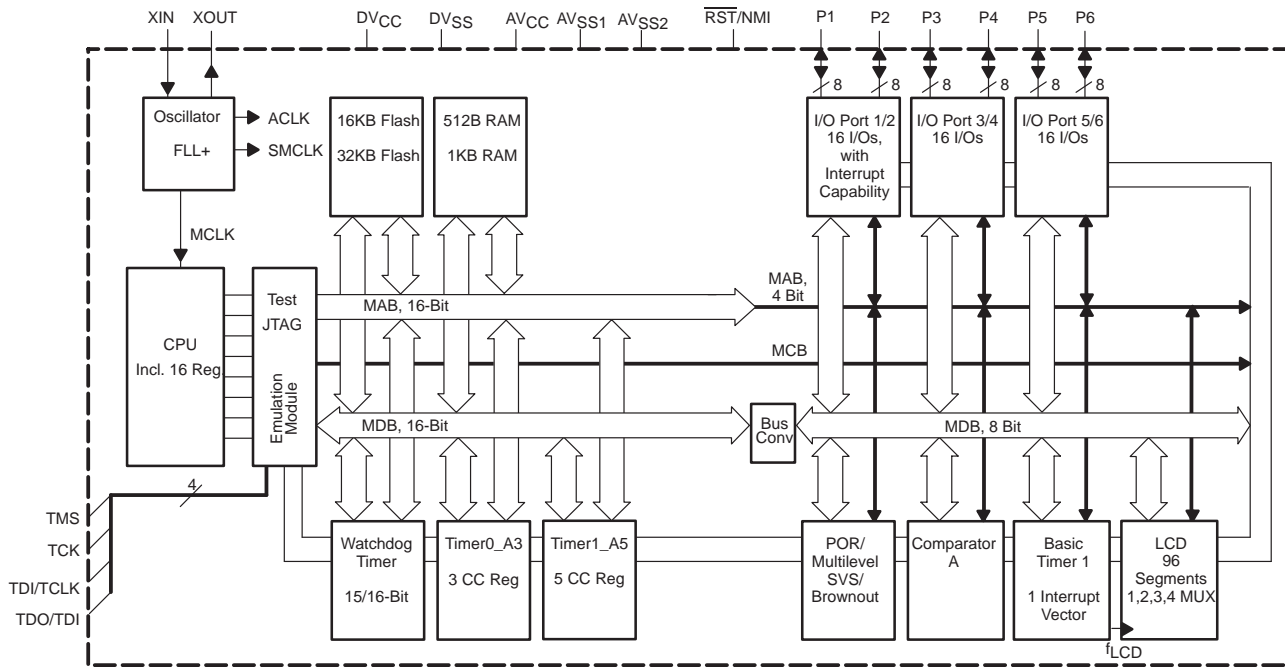 XIN XOUT DVCC DVSS AVCC AVSS1 AVSS2 RST/NMI P1 P2 P3 P4 P5 P6
8 8 8 8 8 8
Oscillator
FLL+
ACLK
SMCLK
16KB Flash
32KB Flash
512B RAM
1KB RAM
I/O Port 1/2
16 I/Os,
with
Interrupt
Capability
I/O Port 3/4
16 I/Os
I/O Port 5/6
16 I/Os
MCLK
CPU
Incl. 16 Reg.
Test
JTAG
Emulation
Module
MAB, 16-Bit
MAB,
4 Bit
MCB
MDB, 16-Bit
Bus
Conv
MDB, 8 Bit
4
TMS
TCK
TDI/TCLK
TDO/TDI
Watchdog
Timer
15/16-Bit
Timer0_A3
3 CC Reg
Timer1_A5
5 CC Reg
POR/
Multilevel
SVS/
Brownout
Comparator
A
Basic
Timer 1
1 Interrupt
Vector
LCD
96
Segments
1,2,3,4 MUX
fLCD